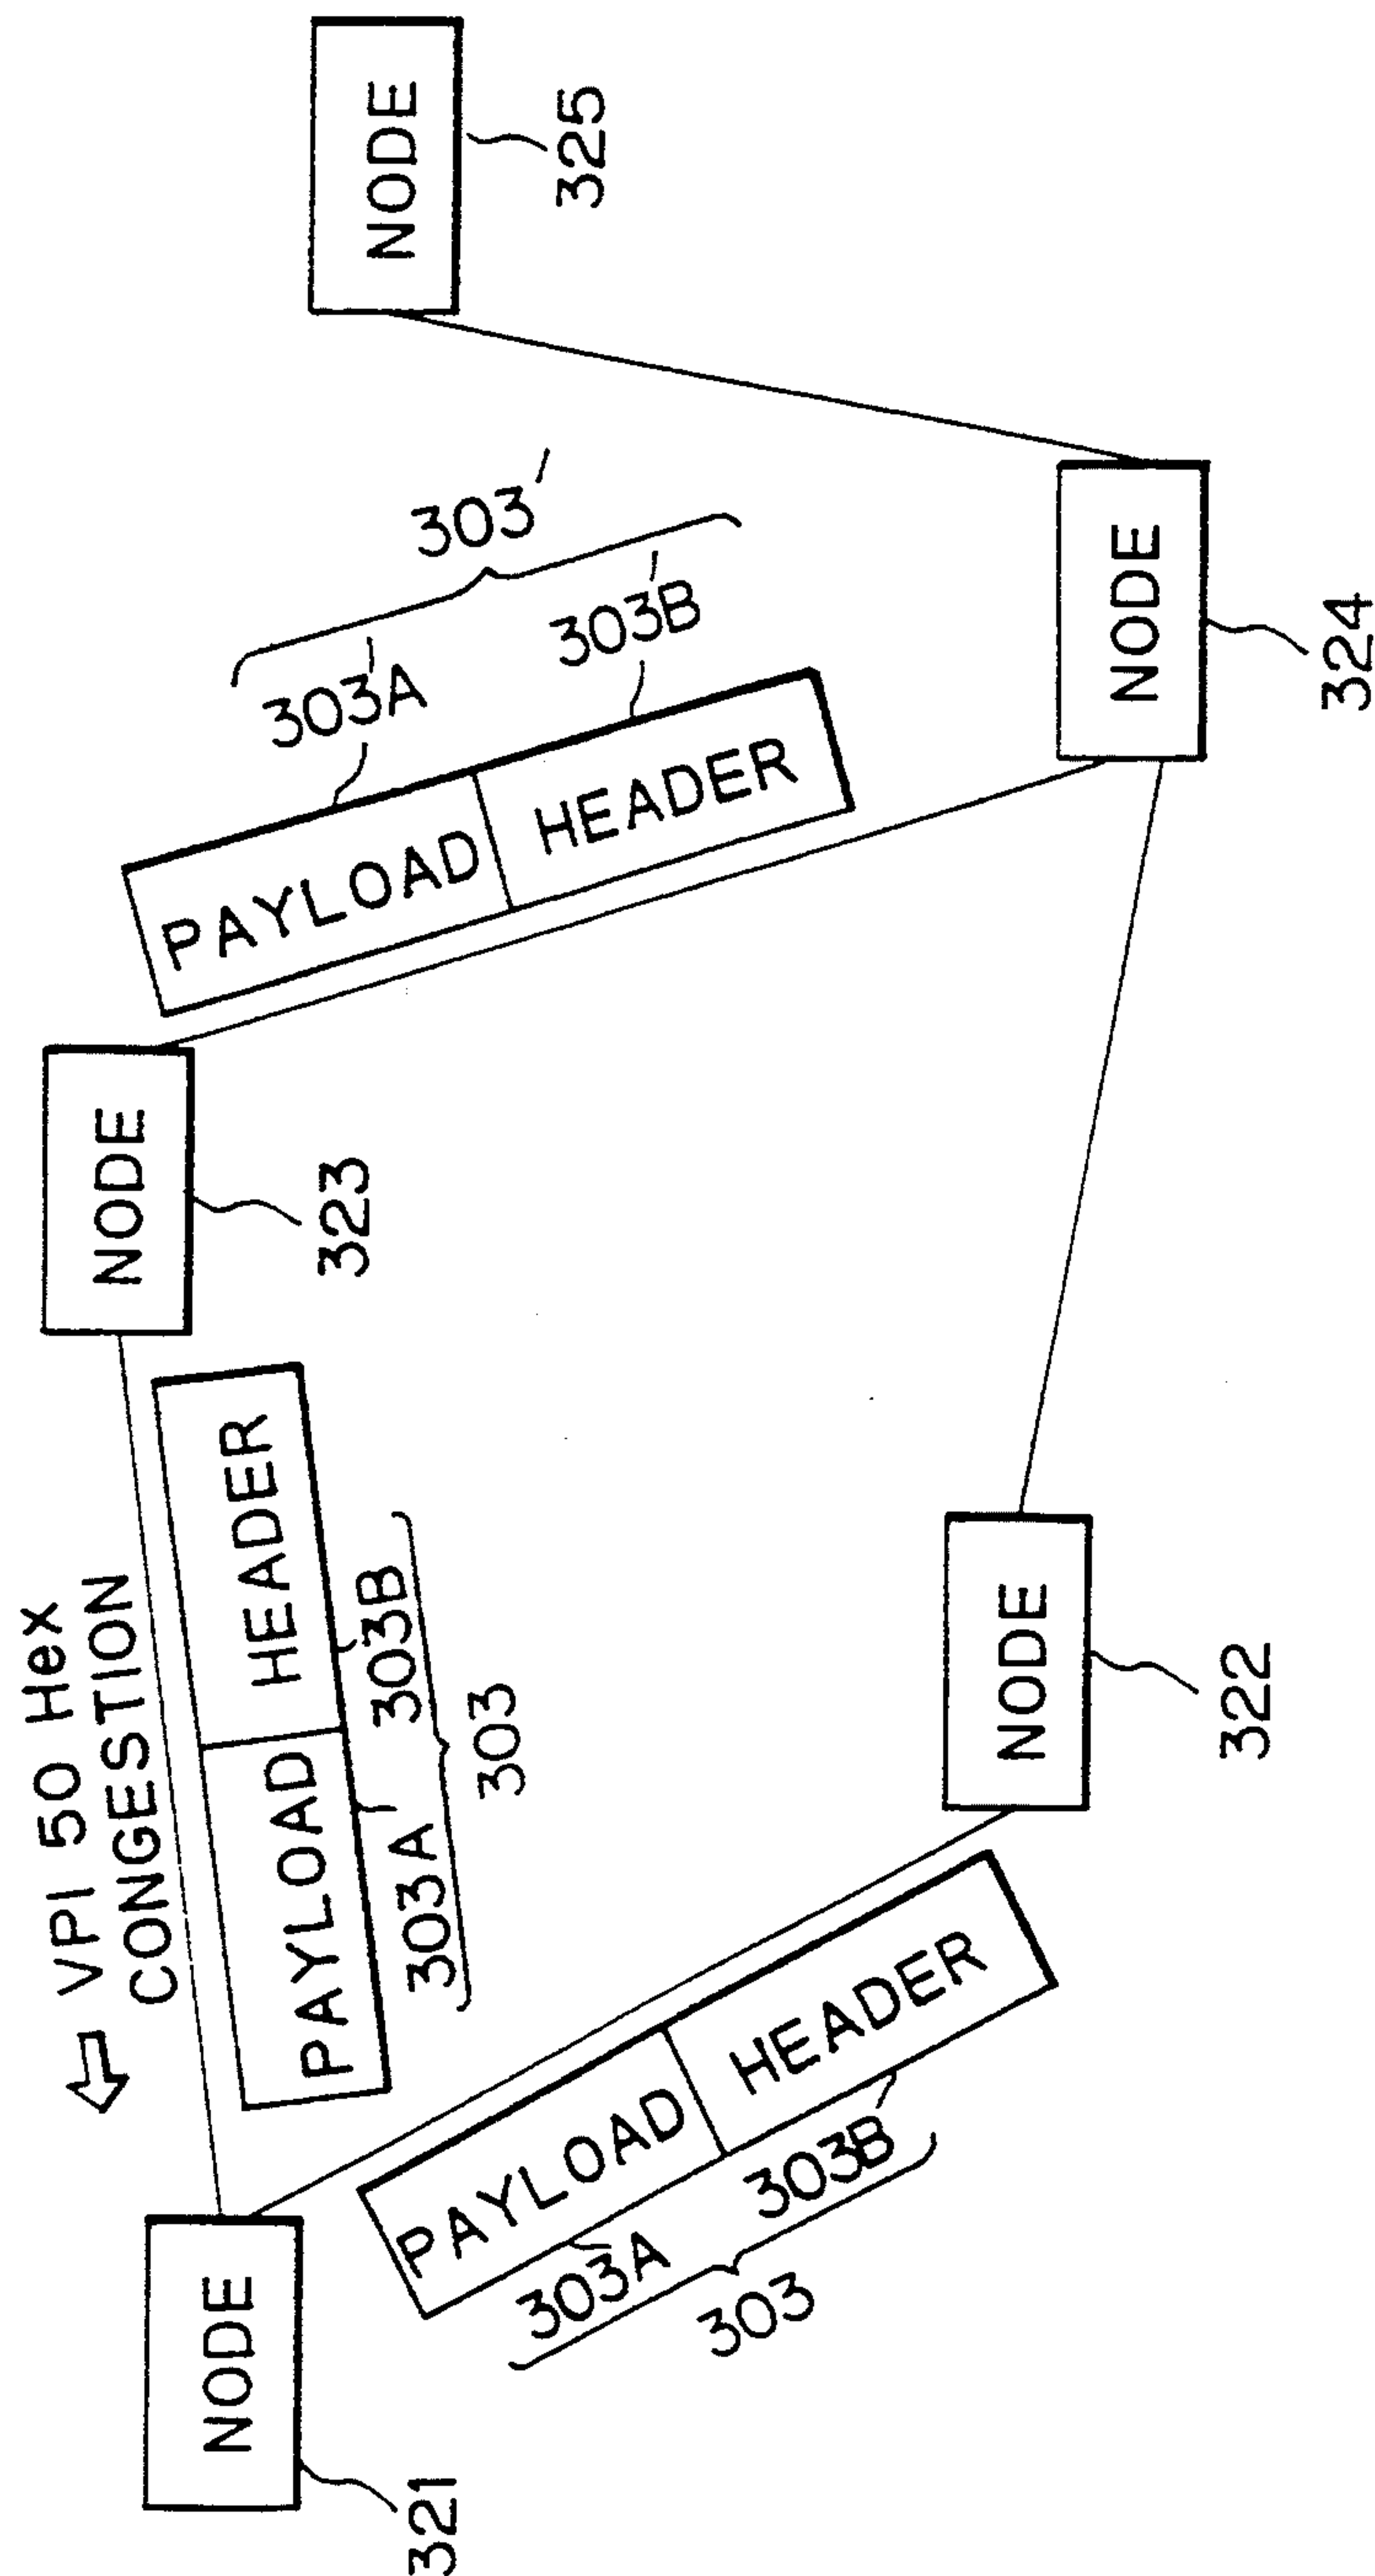 VPI 50 Hex
CONGESTION
NODE
321
PAYLOAD HEADER
303A 303B
303
NODE
323
PAYLOAD HEADER
303A' 303B'
303'
NODE
325
PAYLOAD HEADER
303A 303B
303
NODE
322
NODE
324